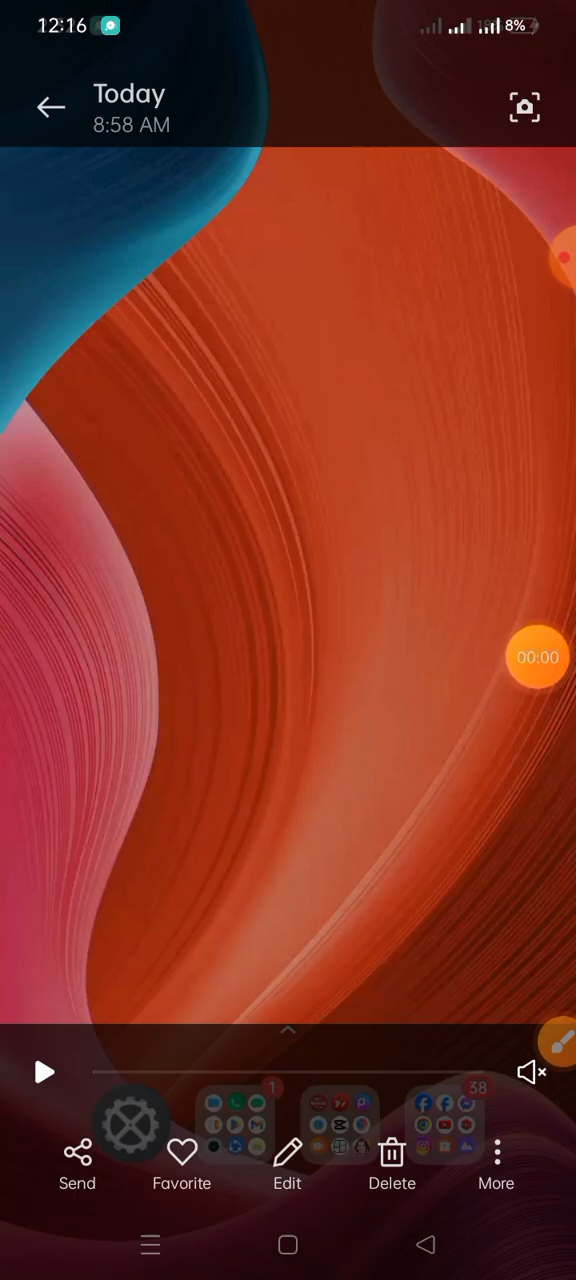 12:16
8%
Today
8:58 AM
00:00
1
38
Send
Favorite
Edit
Delete
More